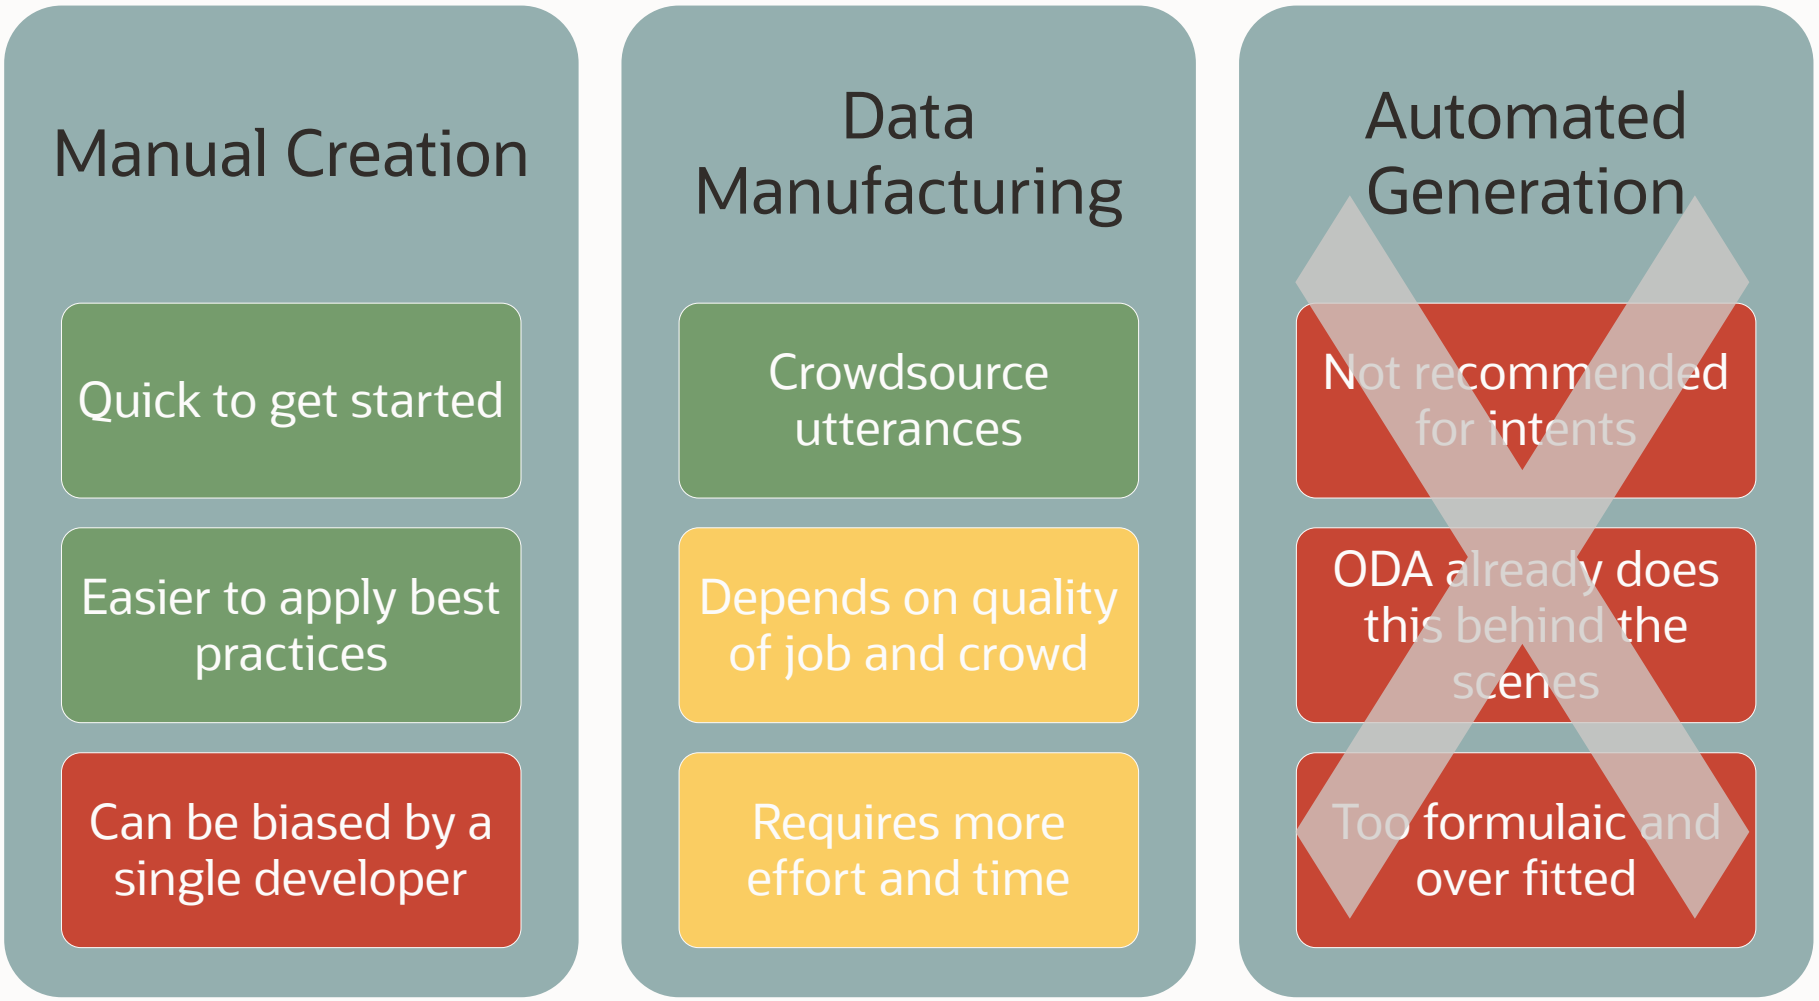 Manual Creation
Quick to get started
Easier to apply best
practices
Can be biased by a
single developer
Data
Manufacturing
Crowdsource
utterances
Depends on quality
of job and crowd
Requires more
effort and time
Automated
Generation
Not recommended
for intents
ODA already does
this behind the
scenes
Too formulaic and
over fitted